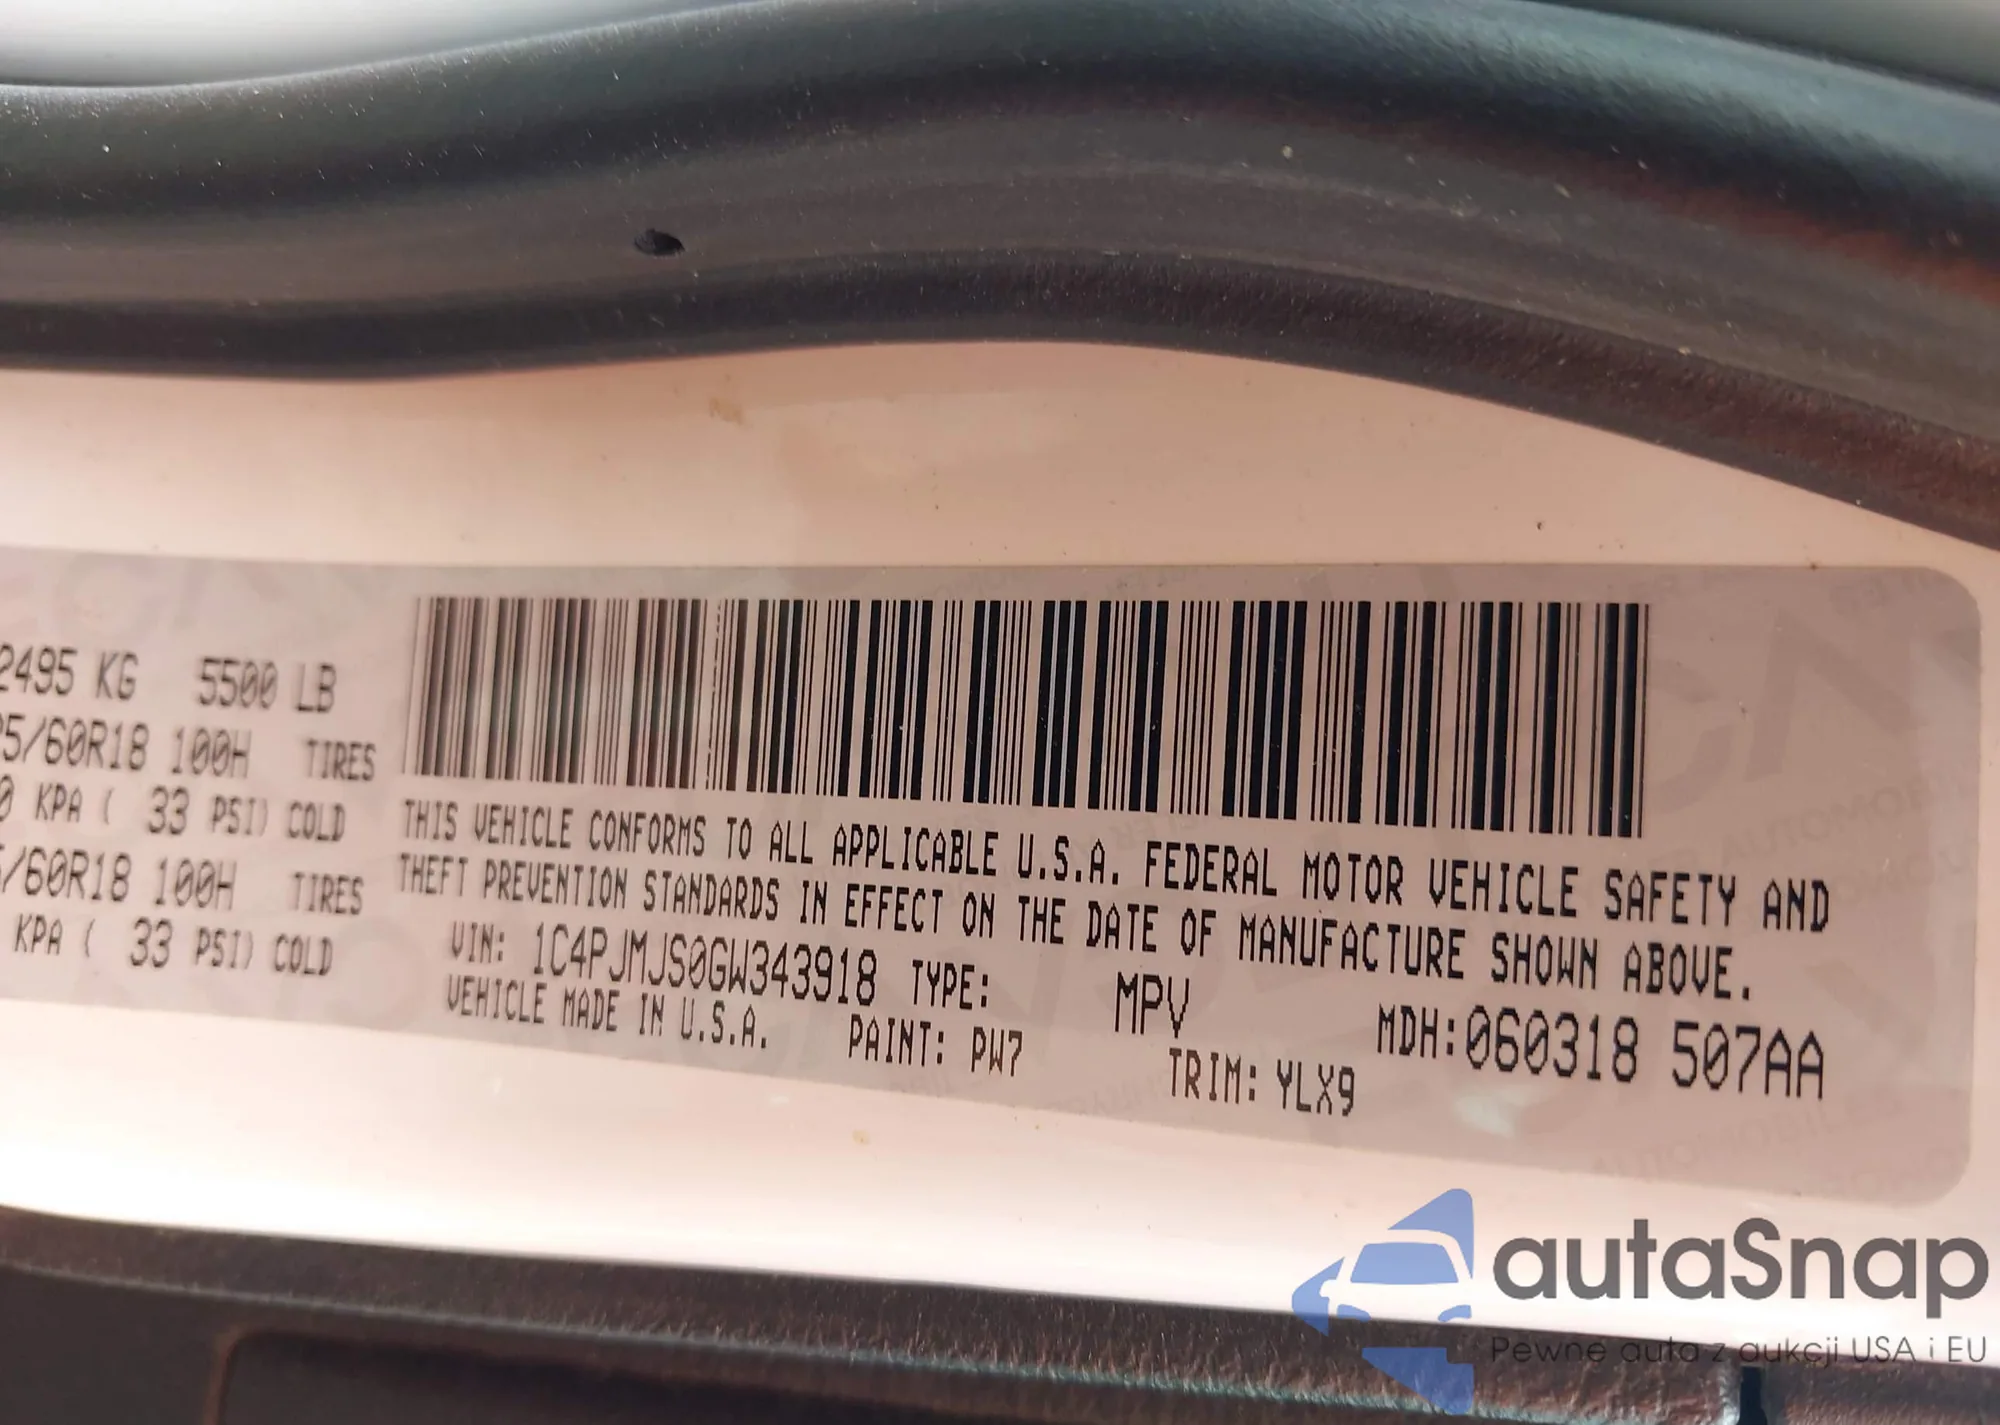 2495 KG 5500 LB
5/60R18 100H TIRES
0 KPA ( 33 PSI) COLD
5/60R18 100H TIRES
KPA ( 33 PSI) COLD
THIS VEHICLE CONFORMS TO ALL APPLICABLE U.S.A. FEDERAL MOTOR VEHICLE SAFETY AND
THEFT PREVENTION STANDARDS IN EFFECT ON THE DATE OF MANUFACTURE SHOWN ABOVE.
VIN: 1C4PJMJS0GW343918 TYPE: MPV MDH:060318 507AA
VEHICLE MADE IN U.S.A. PAINT: PW7 TRIM: YLX9
autaSnap
Pewne auta z aukcji USA i EU